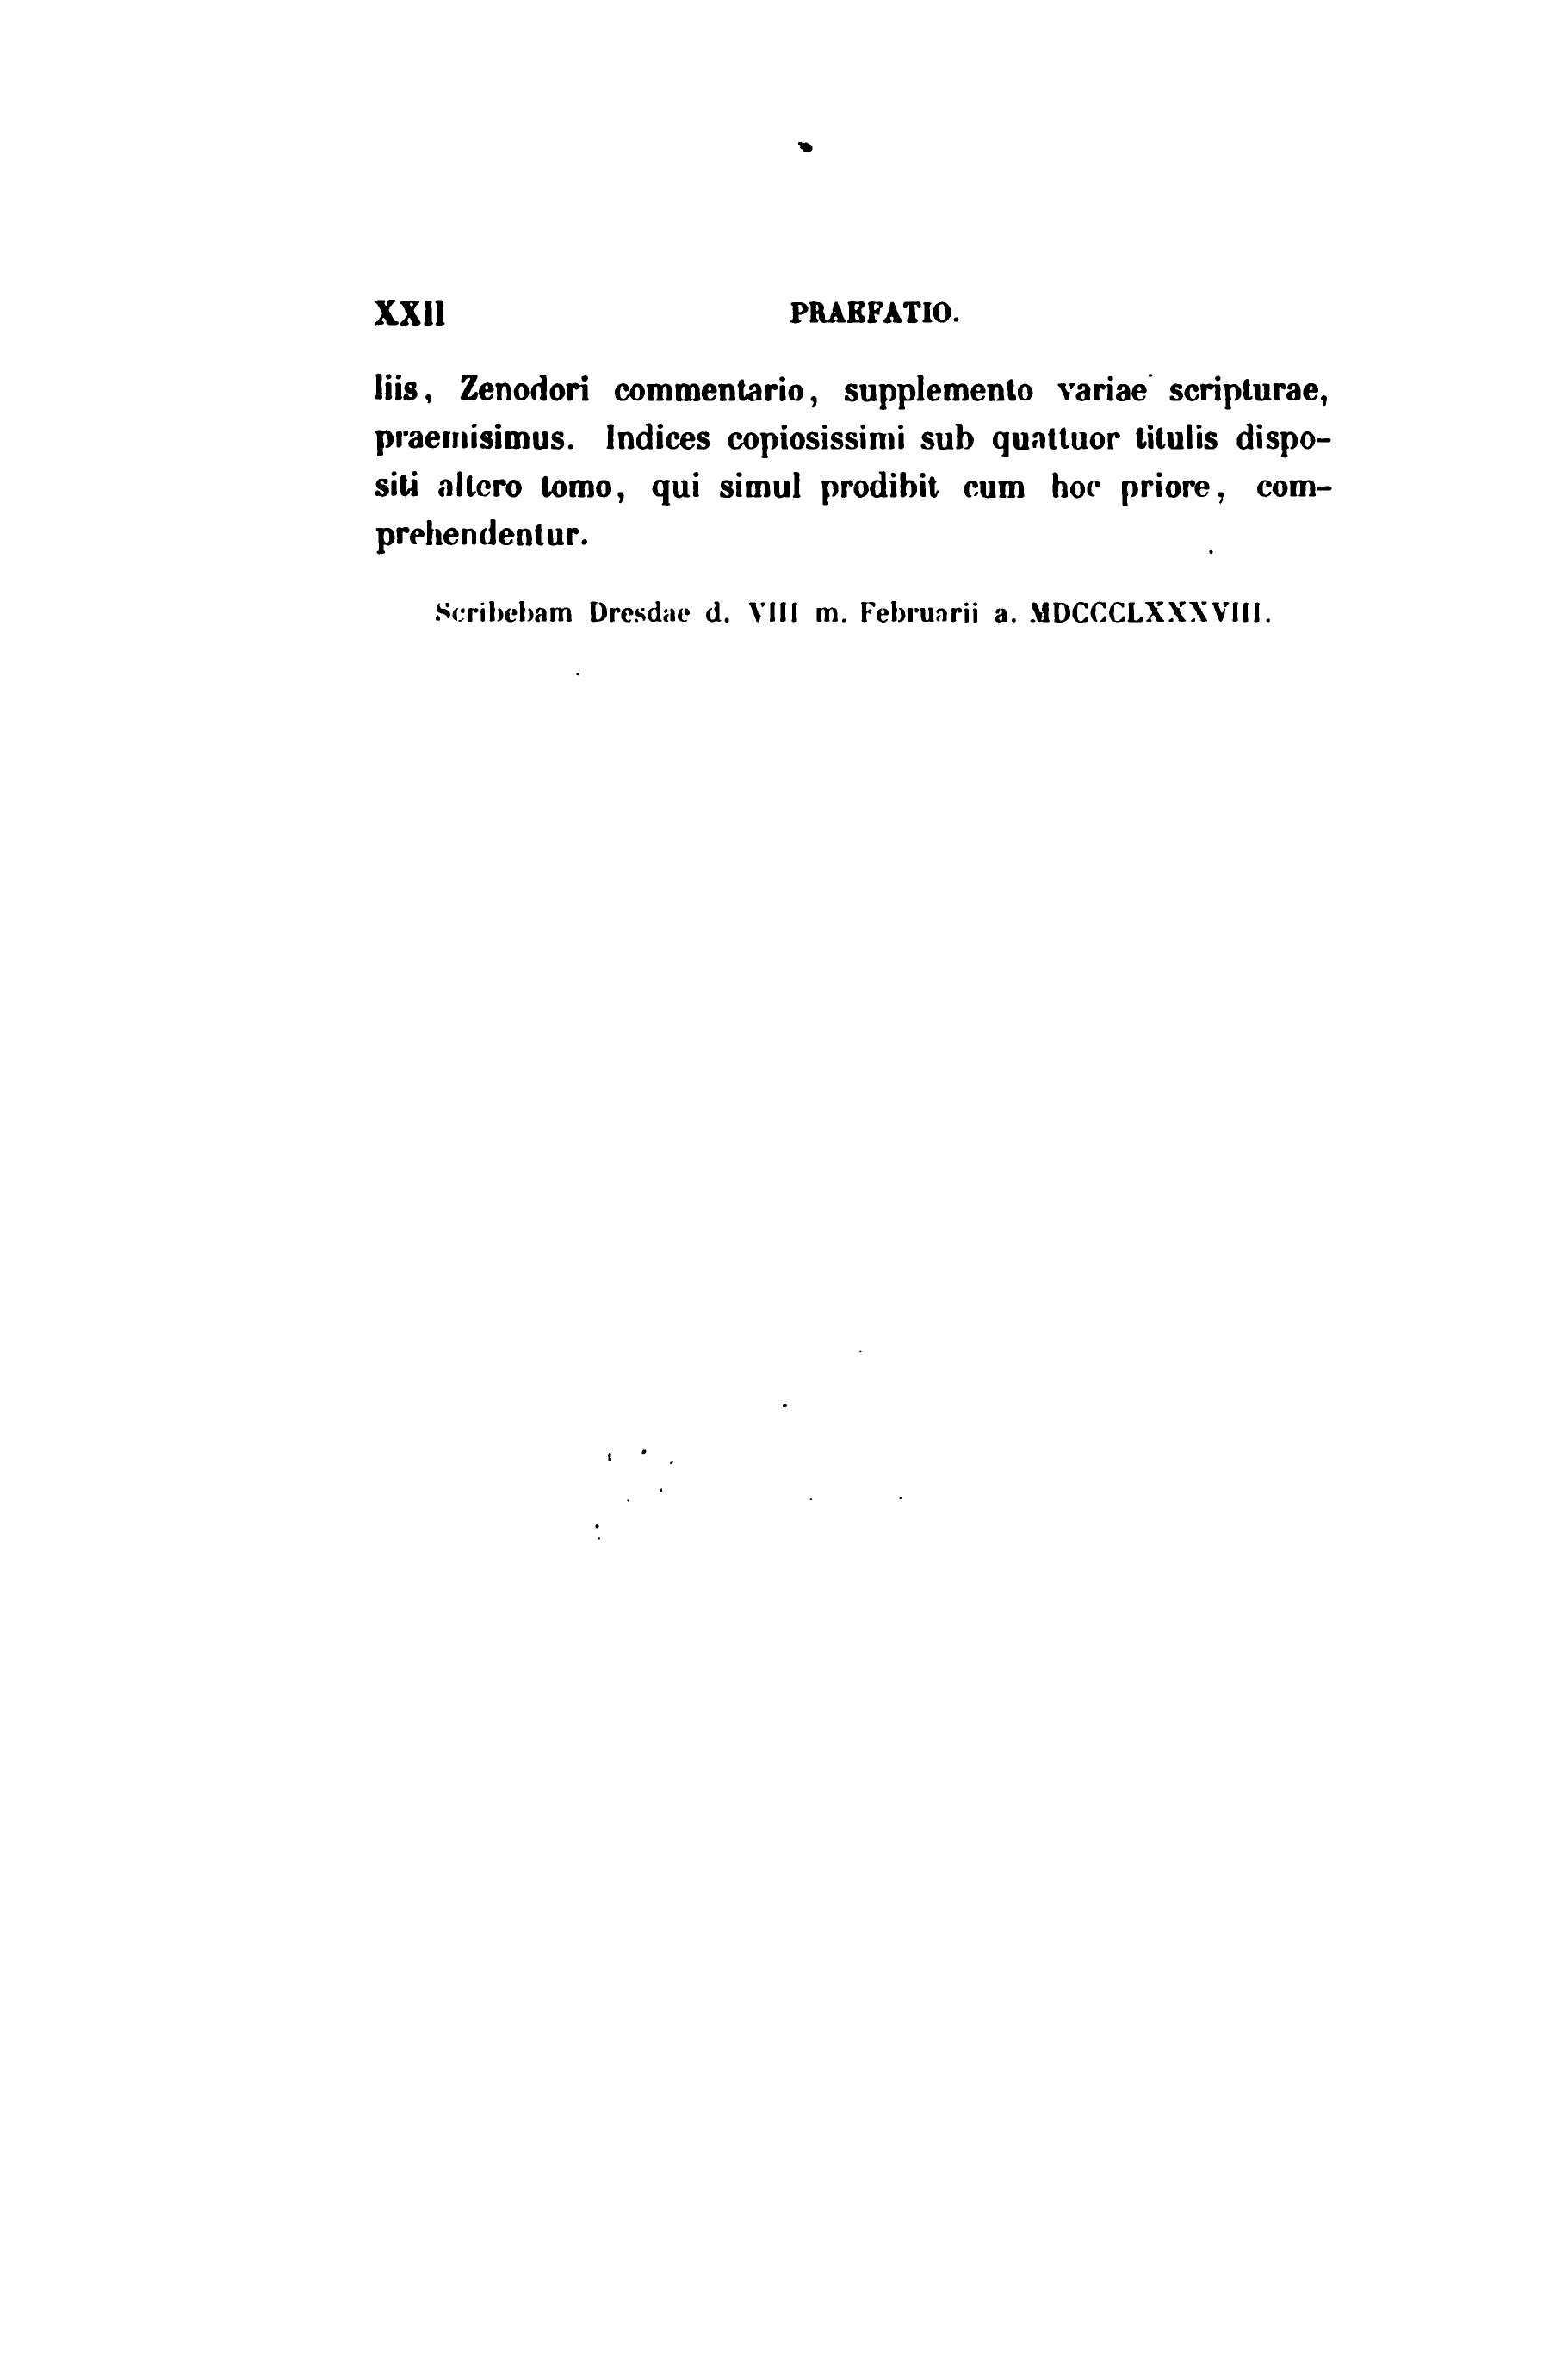 XXII PRAEFATIO.
liis, Zenodori commentario, supplemento variae scripturae,
praemisimus. Indices copiosissimi sub quattuor titulis dispo-
siti altero tomo, qui simul prodibit cum hoc priore, com-
prehendentur.
Scribebam Dresdae d. VIII m. Februarii a. MDCCCLXXXVIII.